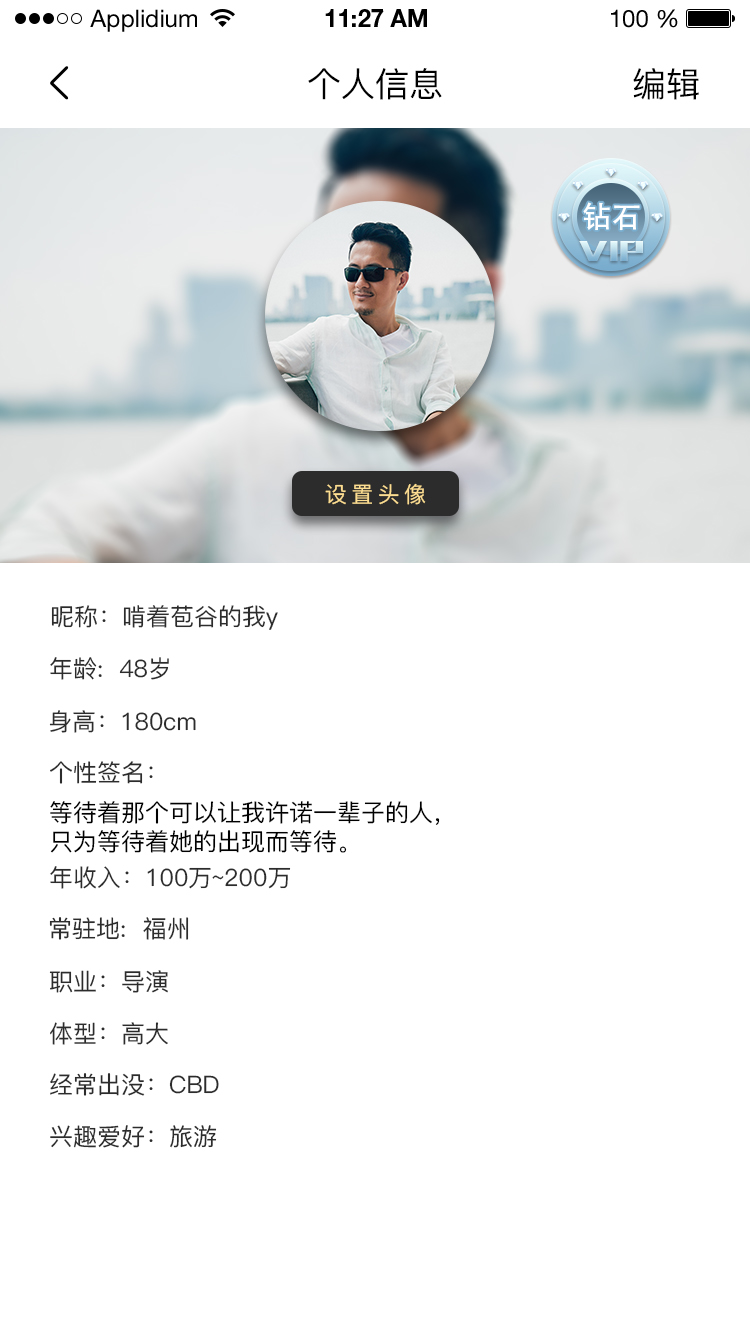 Applidium 11:27 AM 100 %
个人信息 编辑
钻石
VIP
设置头像
昵称：啃着苞谷的我y
年龄：48岁
身高：180cm
个性签名：
等待着那个可以让我许诺一辈子的人，
只为等待着她的出现而等待。
年收入：100万~200万
常驻地：福州
职业：导演
体型：高大
经常出没：CBD
兴趣爱好：旅游